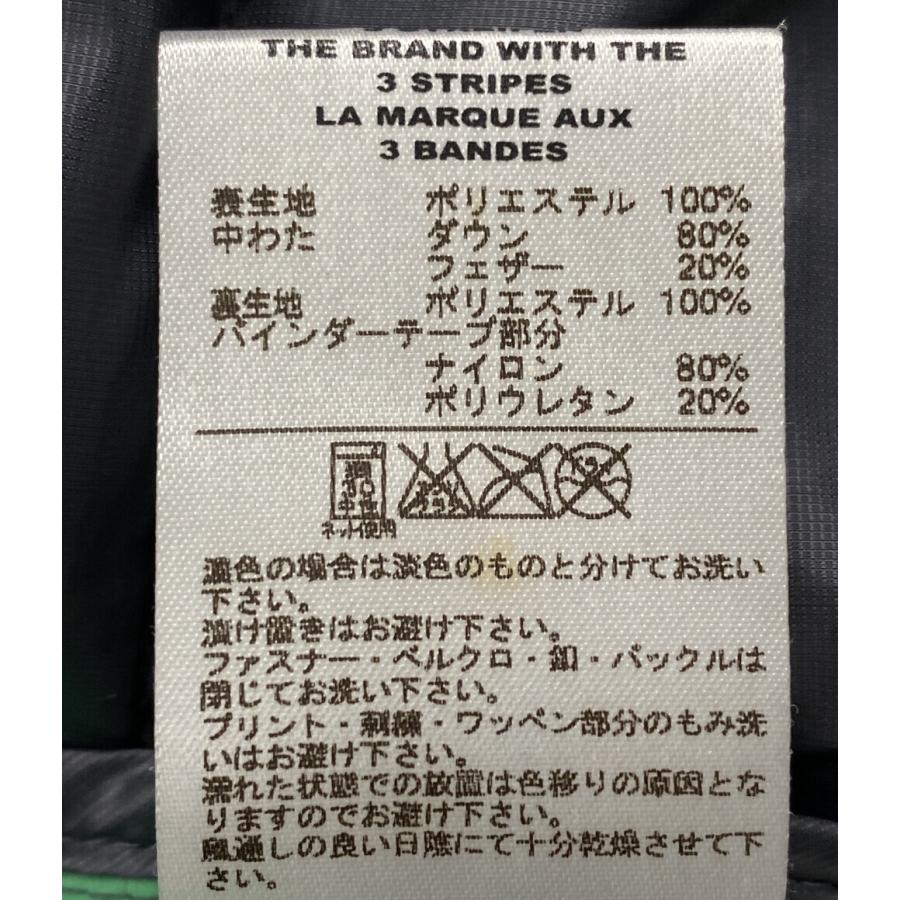 THE BRAND WITH THE
3 STRIPES
LA MARQUE AUX
3 BANDES
表生地 ポリエステル 100%
中わた ダウン 80%
フェザー 20%
裏生地 ポリエステル 100%
バインダーテープ部分
ナイロン 80%
ポリウレタン 20%
中性
ネット使用
濃色の場合は淡色のものと分けてお洗い
下さい。
漬け置きはお避け下さい。
ファスナー・ベルクロ・釦・バックルは
閉じてお洗い下さい。
プリント・刺繍・ワッペン部分のもみ洗
いはお避け下さい。
濡れた状態での放置は色移りの原因とな
りますのでお避け下さい。
風通しの良い日陰にて十分乾燥させて下
さい。